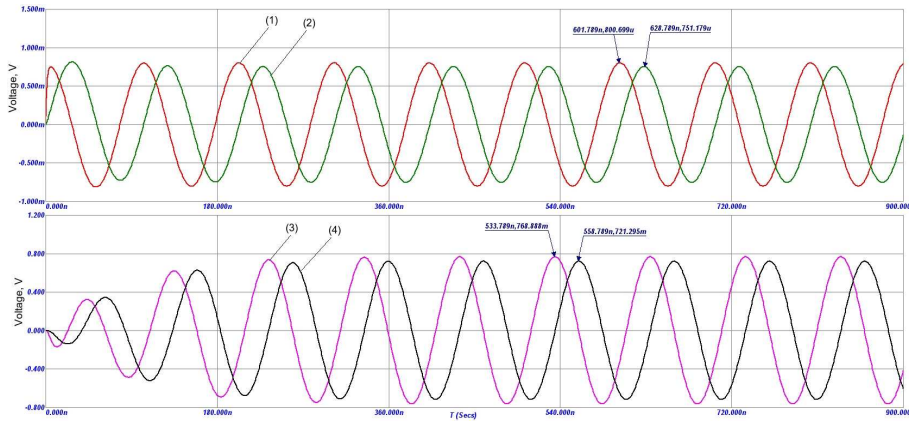 1.500m
(1)
(2)
601.789n,800.699u
628.789n,751.179u
1.000m
0.500m
0.000m
-0.500m
-1.000m
Voltage, V
0.000n
180.000n
360.000n
540.000n
720.000n
900.000n
1.200
(3)
(4)
533.789n,768.888m
558.789n,721.295m
0.800
0.400
0.000
-0.400
-0.800
Voltage, V
0.000n
180.000n
360.000n
T (Secs)
540.000n
720.000n
900.000n